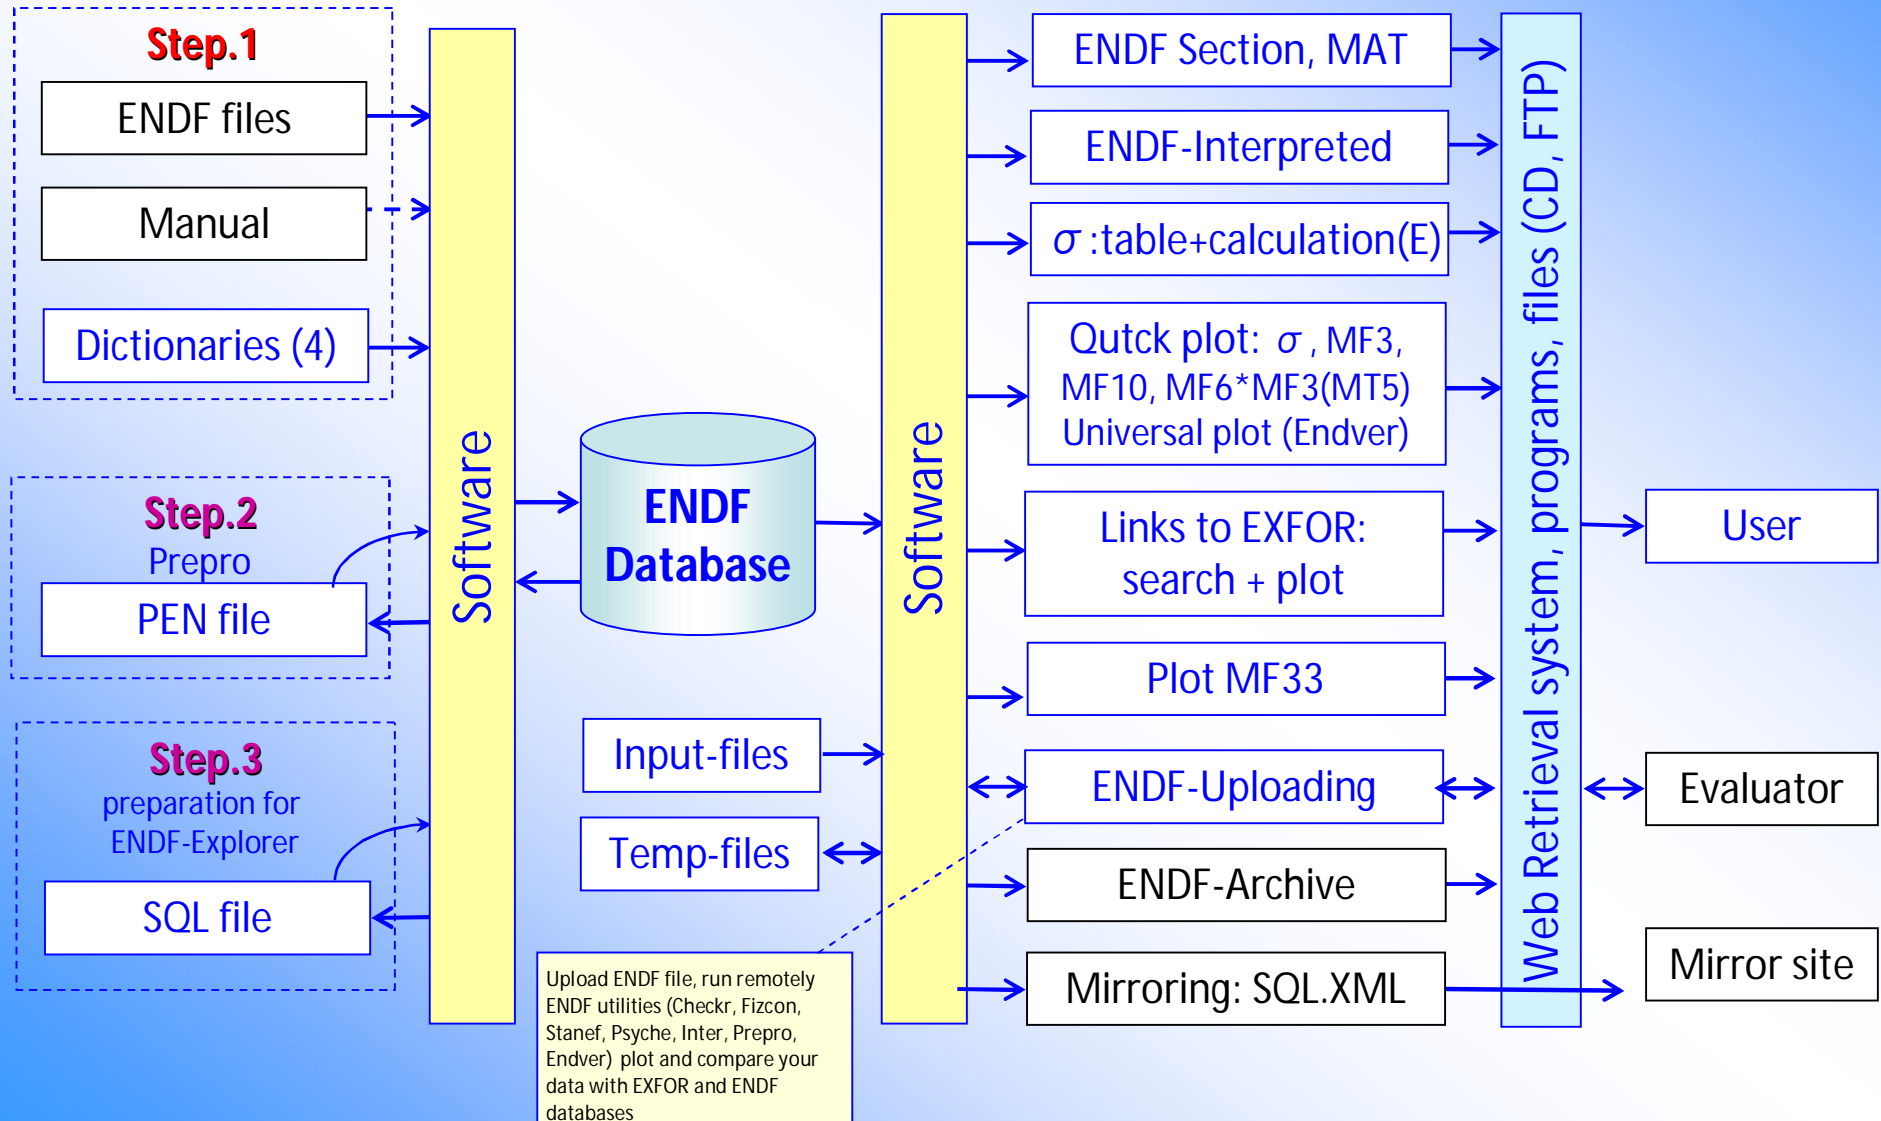 Step.1
ENDF files
Manual
Dictionaries (4)
Step.2
Prepro
PEN file
Step.3
preparation for
ENDF-Explorer
SQL file
Software
ENDF
Database
Input-files
Temp-files
Upload ENDF file, run remotely
ENDF utilities (Checkr, Fizcon,
Stanef, Psyche, Inter, Prepro,
Endver) plot and compare your
data with EXFOR and ENDF
databases
Software
ENDF Section, MAT
ENDF-Interpreted
σ :table+calculation(E)
Qutck plot: σ , MF3,
MF10, MF6*MF3(MT5)
Universal plot (Endver)
Links to EXFOR:
search + plot
Plot MF33
ENDF-Uploading
ENDF-Archive
Mirroring: SQL.XML
Web Retrieval system, programs, files (CD, FTP)
User
Evaluator
Mirror site